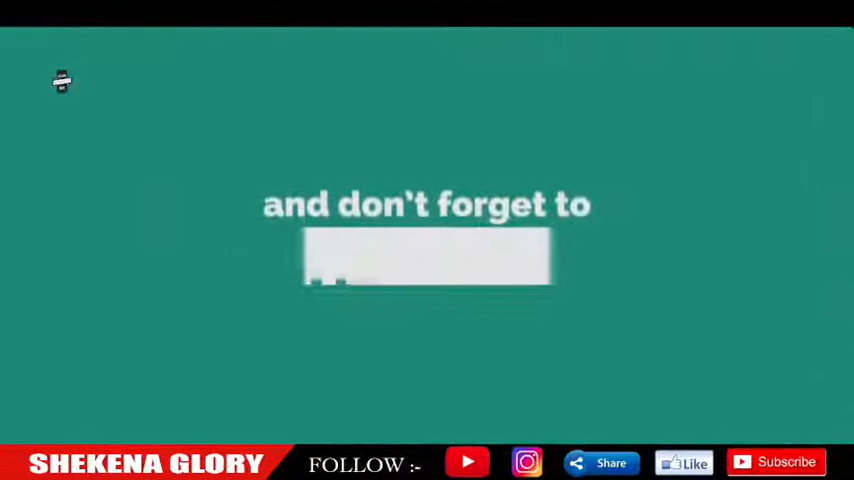 and don't forget to
SHEKENA GLORY
FOLLOW :-
Share
Like
Subscribe